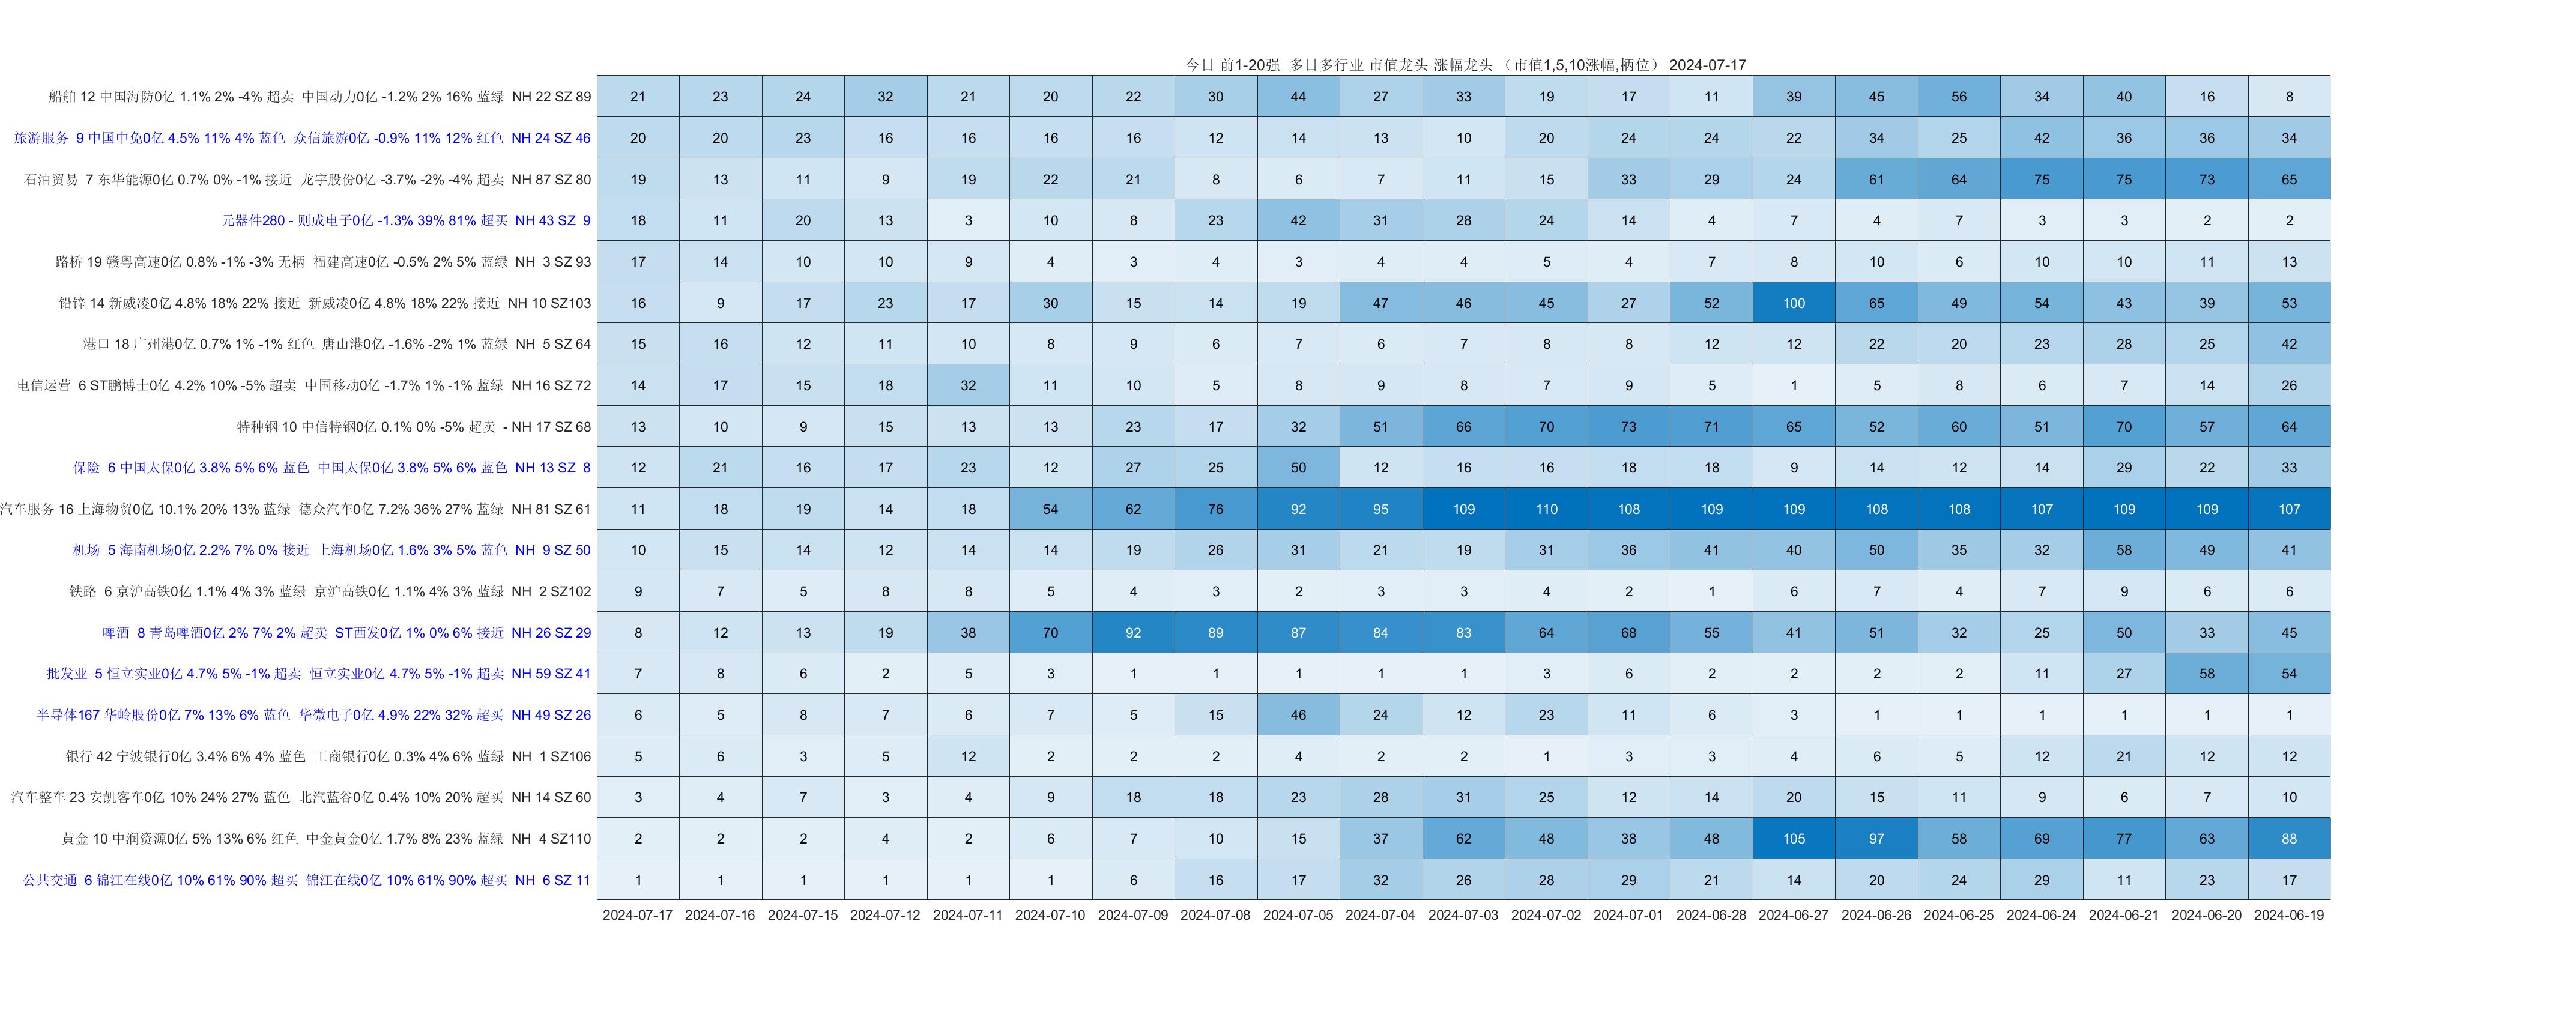 今日 前1-20强 多日多行业 市值龙头 涨幅龙头 （市值1,5,10涨幅,柄位） 2024-07-17
船舶 12 中国海防0亿 1.1% 2% -4% 超卖 中国动力0亿 -1.2% 2% 16% 蓝绿 NH 22 SZ 89 21 23 24 32 21 20 22 30 44 27 33 19 17 11 39 45 56 34 40 16 8
旅游服务 9 中国中免0亿 4.5% 11% 4% 蓝色 众信旅游0亿 -0.9% 11% 12% 红色 NH 24 SZ 46 20 20 23 16 16 16 16 12 14 13 10 20 24 24 22 34 25 42 36 36 34
石油贸易 7 东华能源0亿 0.7% 0% -1% 接近 龙宇股份0亿 -3.7% -2% -4% 超卖 NH 87 SZ 80 19 13 11 9 19 22 21 8 6 7 11 15 33 29 24 61 64 75 75 73 65
元器件280 - 则成电子0亿 -1.3% 39% 81% 超买 NH 43 SZ 9 18 11 20 13 3 10 8 23 42 31 28 24 14 4 7 4 7 3 3 2 2
路桥 19 赣粤高速0亿 0.8% -1% -3% 无柄 福建高速0亿 -0.5% 2% 5% 蓝绿 NH 3 SZ 93 17 14 10 10 9 4 3 4 3 4 4 5 4 7 8 10 6 10 10 11 13
铅锌 14 新威凌0亿 4.8% 18% 22% 接近 新威凌0亿 4.8% 18% 22% 接近 NH 10 SZ103 16 9 17 23 17 30 15 14 19 47 46 45 27 52 100 65 49 54 43 39 53
港口 18 广州港0亿 0.7% 1% -1% 红色 唐山港0亿 -1.6% -2% 1% 蓝绿 NH 5 SZ 64 15 16 12 11 10 8 9 6 7 6 7 8 8 12 12 22 20 23 28 25 42
电信运营 6 ST鹏博士0亿 4.2% 10% -5% 超卖 中国移动0亿 -1.7% 1% -1% 蓝绿 NH 16 SZ 72 14 17 15 18 32 11 10 5 8 9 8 7 9 5 1 5 8 6 7 14 26
特种钢 10 中信特钢0亿 0.1% 0% -5% 超卖 - NH 17 SZ 68 13 10 9 15 13 13 23 17 32 51 66 70 73 71 65 52 60 51 70 57 64
保险 6 中国太保0亿 3.8% 5% 6% 蓝色 中国太保0亿 3.8% 5% 6% 蓝色 NH 13 SZ 8 12 21 16 17 23 12 27 25 50 12 16 16 18 18 9 14 12 14 29 22 33
汽车服务 16 上海物贸0亿 10.1% 20% 13% 蓝绿 德众汽车0亿 7.2% 36% 27% 蓝绿 NH 81 SZ 61 11 18 19 14 18 54 62 76 92 95 109 110 108 109 109 108 108 107 109 109 107
机场 5 海南机场0亿 2.2% 7% 0% 接近 上海机场0亿 1.6% 3% 5% 蓝色 NH 9 SZ 50 10 15 14 12 14 14 19 26 31 21 19 31 36 41 40 50 35 32 58 49 41
铁路 6 京沪高铁0亿 1.1% 4% 3% 蓝绿 京沪高铁0亿 1.1% 4% 3% 蓝绿 NH 2 SZ102 9 7 5 8 8 5 4 3 2 3 3 4 2 1 6 7 4 7 9 6 6
啤酒 8 青岛啤酒0亿 2% 7% 2% 超卖 ST西发0亿 1% 0% 6% 接近 NH 26 SZ 29 8 12 13 19 38 70 92 89 87 84 83 64 68 55 41 51 32 25 50 33 45
批发业 5 恒立实业0亿 4.7% 5% -1% 超卖 恒立实业0亿 4.7% 5% -1% 超卖 NH 59 SZ 41 7 8 6 2 5 3 1 1 1 1 1 3 6 2 2 2 2 11 27 58 54
半导体167 华岭股份0亿 7% 13% 6% 蓝色 华微电子0亿 4.9% 22% 32% 超买 NH 49 SZ 26 6 5 8 7 6 7 5 15 46 24 12 23 11 6 3 1 1 1 1 1 1
银行 42 宁波银行0亿 3.4% 6% 4% 蓝色 工商银行0亿 0.3% 4% 6% 蓝绿 NH 1 SZ106 5 6 3 5 12 2 2 2 4 2 2 1 3 3 4 6 5 12 21 12 12
汽车整车 23 安凯客车0亿 10% 24% 27% 蓝色 北汽蓝谷0亿 0.4% 10% 20% 超买 NH 14 SZ 60 3 4 7 3 4 9 18 18 23 28 31 25 12 14 20 15 11 9 6 7 10
黄金 10 中润资源0亿 5% 13% 6% 红色 中金黄金0亿 1.7% 8% 23% 蓝绿 NH 4 SZ110 2 2 2 4 2 6 7 10 15 37 62 48 38 48 105 97 58 69 77 63 88
公共交通 6 锦江在线0亿 10% 61% 90% 超买 锦江在线0亿 10% 61% 90% 超买 NH 6 SZ 11 1 1 1 1 1 1 6 16 17 32 26 28 29 21 14 20 24 29 11 23 17
2024-07-17 2024-07-16 2024-07-15 2024-07-12 2024-07-11 2024-07-10 2024-07-09 2024-07-08 2024-07-05 2024-07-04 2024-07-03 2024-07-02 2024-07-01 2024-06-28 2024-06-27 2024-06-26 2024-06-25 2024-06-24 2024-06-21 2024-06-20 2024-06-19